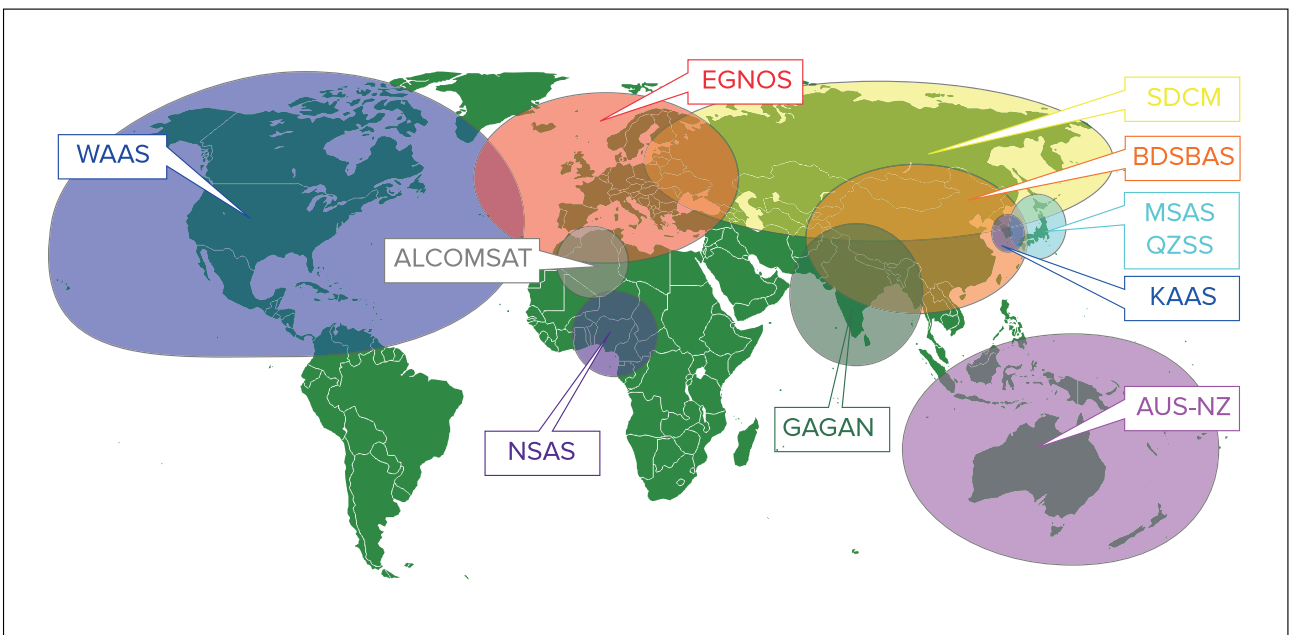 EGNOS
SDCM
WAAS
BDSBAS
MSAS
QZSS
ALCOMSAT
KAAS
AUS-NZ
GAGAN
NSAS